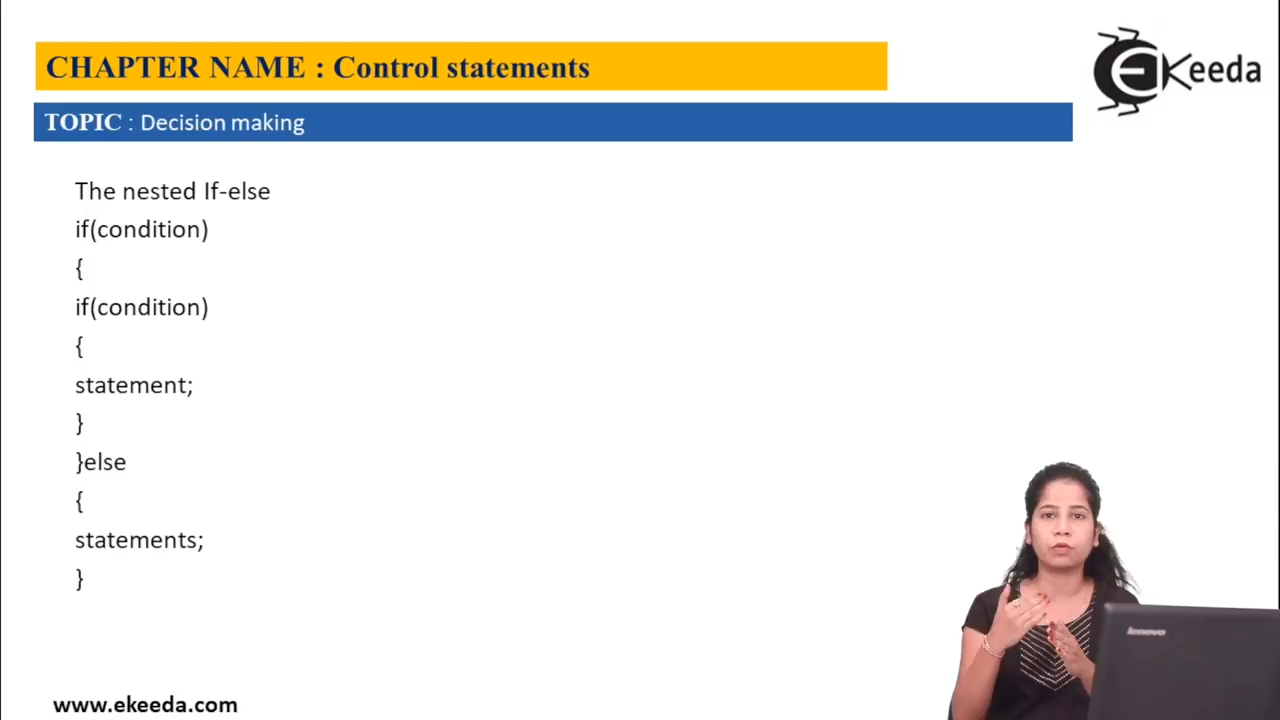 CHAPTER NAME : Control statements
EKeeda
TOPIC : Decision making
The nested If-else
if(condition)
{
if(condition)
{
statement;
}
}else
{
statements;
}
lenovo
www.ekeeda.com